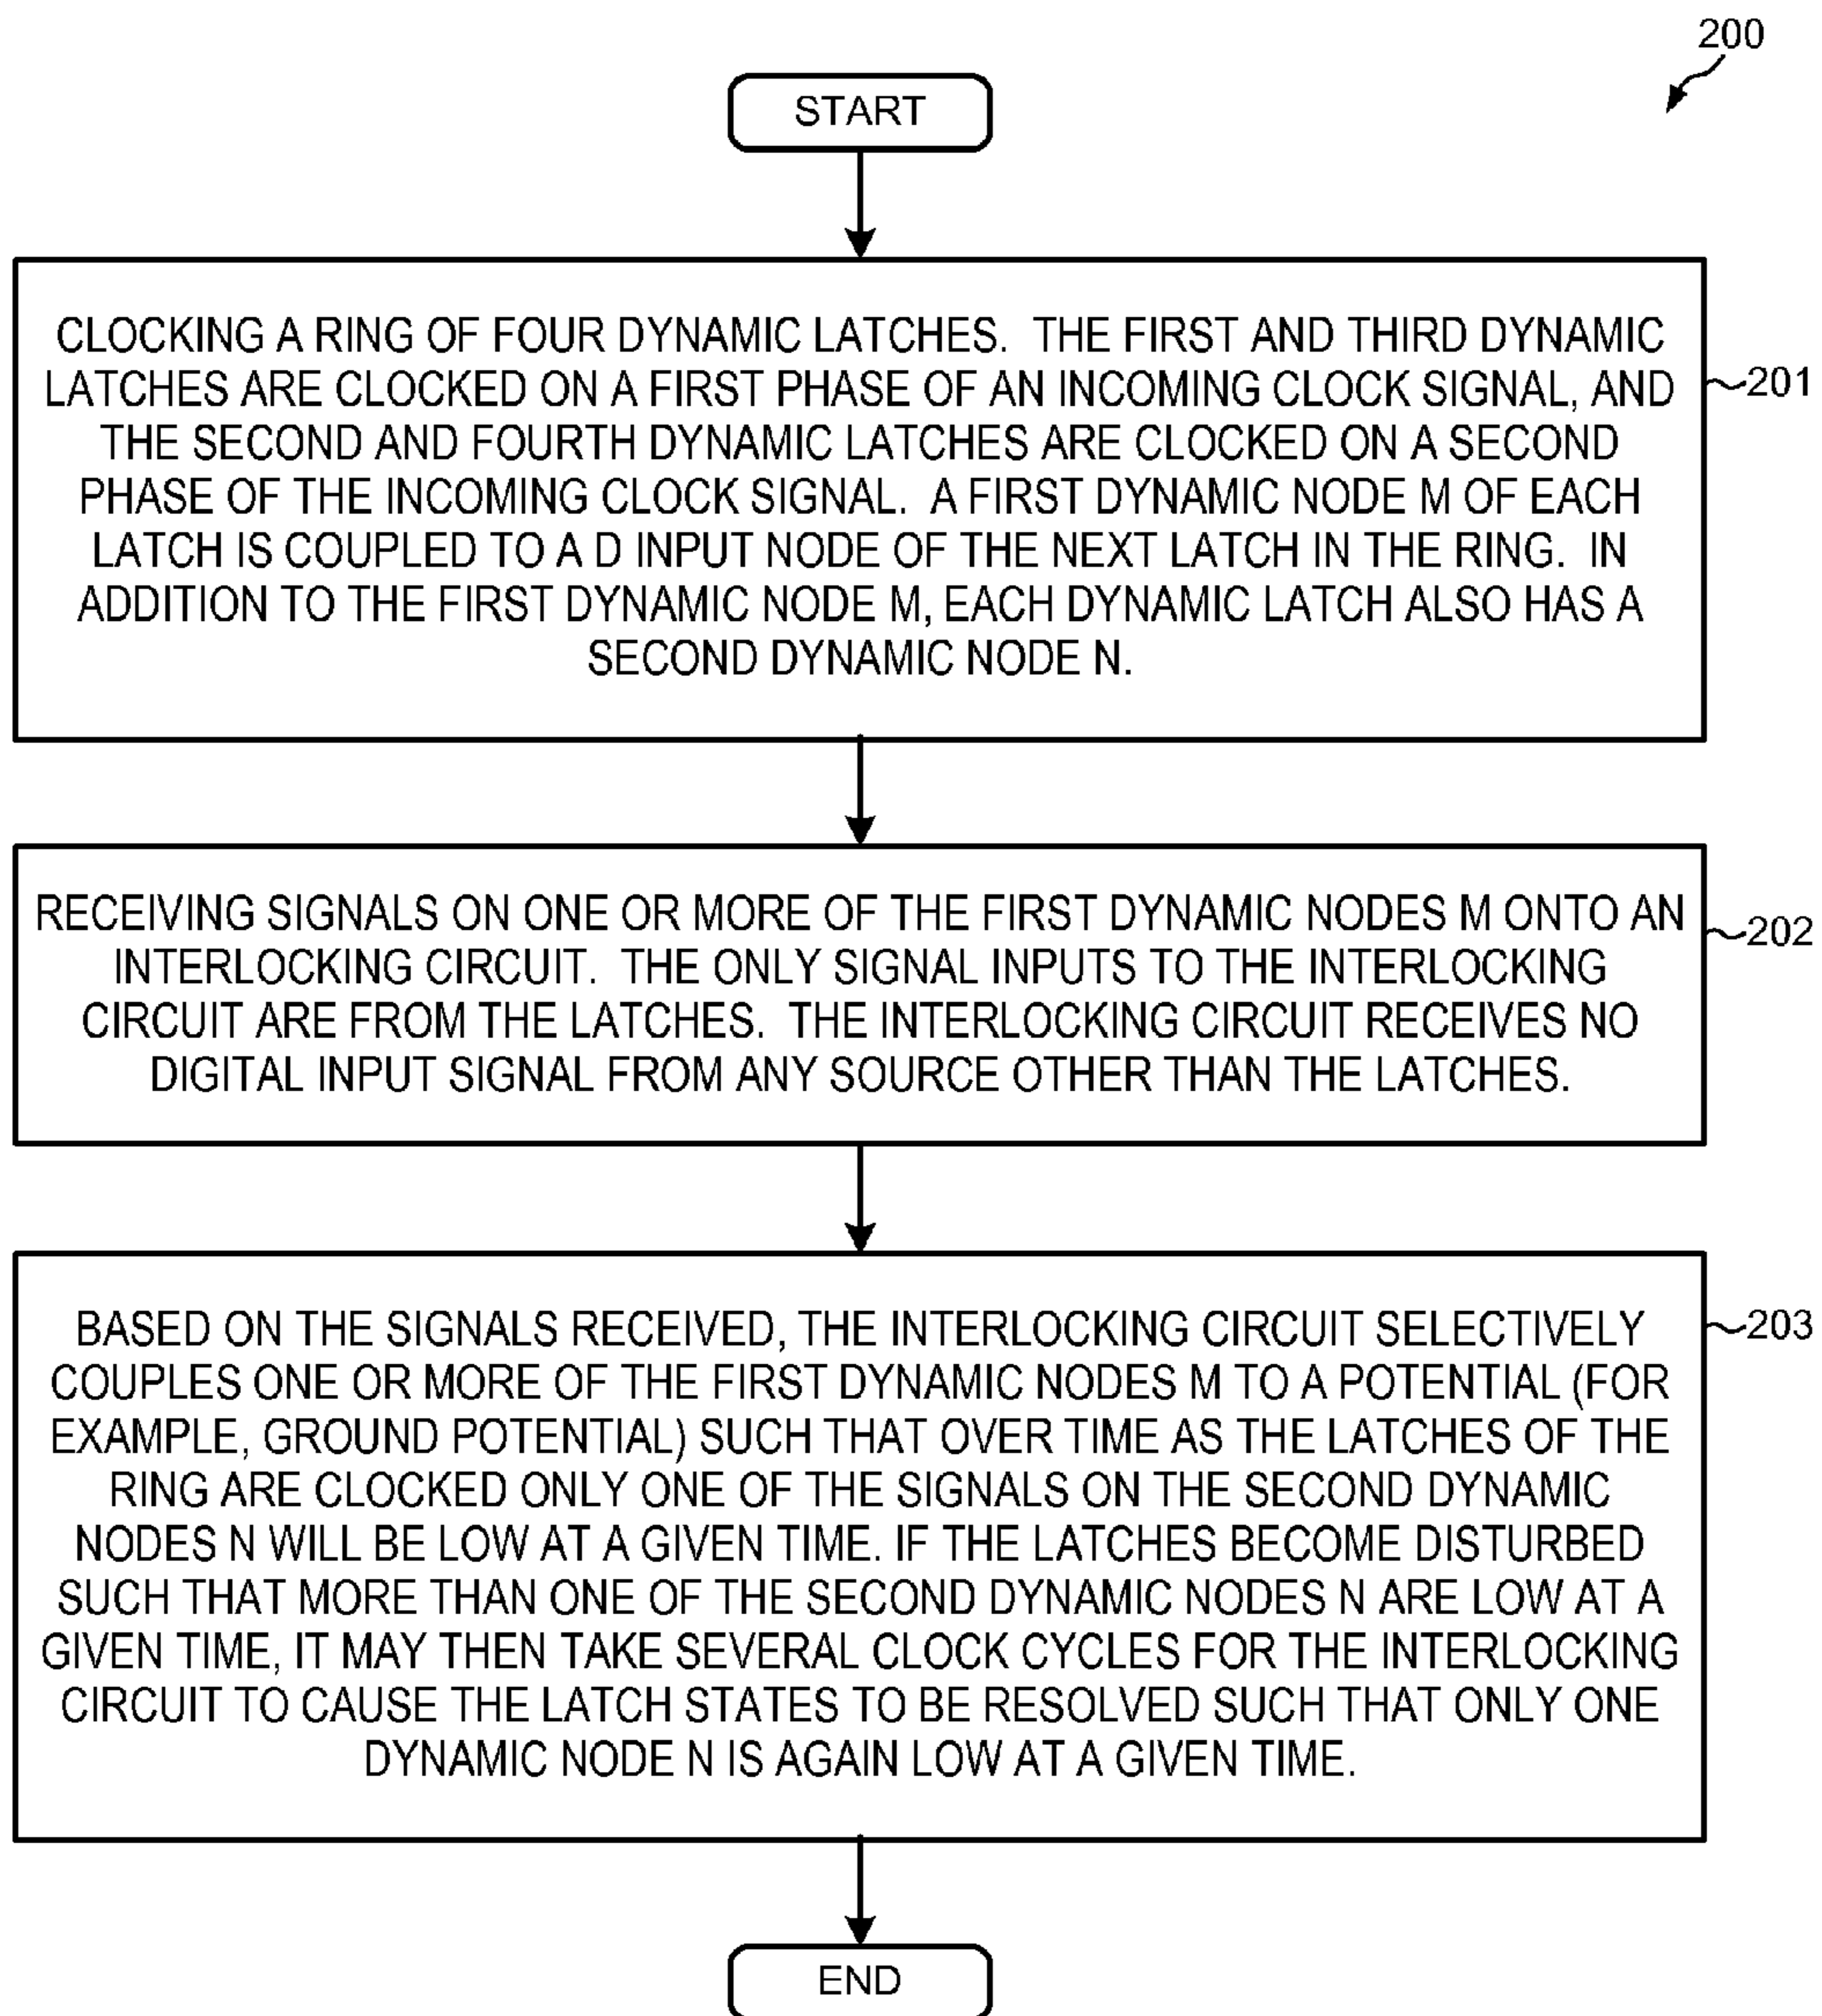 200
START
CLOCKING A RING OF FOUR DYNAMIC LATCHES. THE FIRST AND THIRD DYNAMIC
LATCHES ARE CLOCKED ON A FIRST PHASE OF AN INCOMING CLOCK SIGNAL, AND
THE SECOND AND FOURTH DYNAMIC LATCHES ARE CLOCKED ON A SECOND
PHASE OF THE INCOMING CLOCK SIGNAL. A FIRST DYNAMIC NODE M OF EACH
LATCH IS COUPLED TO A D INPUT NODE OF THE NEXT LATCH IN THE RING. IN
ADDITION TO THE FIRST DYNAMIC NODE M, EACH DYNAMIC LATCH ALSO HAS A
SECOND DYNAMIC NODE N.
201
RECEIVING SIGNALS ON ONE OR MORE OF THE FIRST DYNAMIC NODES M ONTO AN
INTERLOCKING CIRCUIT. THE ONLY SIGNAL INPUTS TO THE INTERLOCKING
CIRCUIT ARE FROM THE LATCHES. THE INTERLOCKING CIRCUIT RECEIVES NO
DIGITAL INPUT SIGNAL FROM ANY SOURCE OTHER THAN THE LATCHES.
202
BASED ON THE SIGNALS RECEIVED, THE INTERLOCKING CIRCUIT SELECTIVELY
COUPLES ONE OR MORE OF THE FIRST DYNAMIC NODES M TO A POTENTIAL (FOR
EXAMPLE, GROUND POTENTIAL) SUCH THAT OVER TIME AS THE LATCHES OF THE
RING ARE CLOCKED ONLY ONE OF THE SIGNALS ON THE SECOND DYNAMIC
NODES N WILL BE LOW AT A GIVEN TIME. IF THE LATCHES BECOME DISTURBED
SUCH THAT MORE THAN ONE OF THE SECOND DYNAMIC NODES N ARE LOW AT A
GIVEN TIME, IT MAY THEN TAKE SEVERAL CLOCK CYCLES FOR THE INTERLOCKING
CIRCUIT TO CAUSE THE LATCH STATES TO BE RESOLVED SUCH THAT ONLY ONE
DYNAMIC NODE N IS AGAIN LOW AT A GIVEN TIME.
203
END